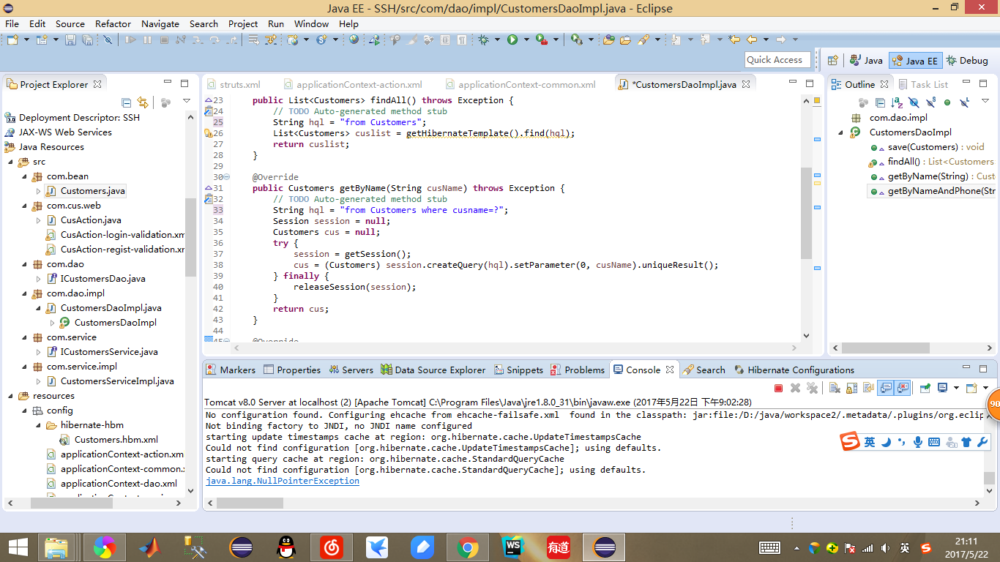 Java EE - SSH/src/com/dao/impl/CustomersDaoImpl.java - Eclipse
File Edit Source Refactor Navigate Search Project Run Window Help
Quick Access
Java Java EE Debug
Project Explorer
Deployment Descriptor: SSH
JAX-WS Web Services
Java Resources
src
com.bean
Customers.java
com.cus.web
CusAction.java
CusAction-login-validation.xm
CusAction-regist-validation.xm
com.dao
ICustomersDao.java
com.dao.impl
CustomersDaoImpl.java
CustomersDaoImpl
com.service
ICustomersService.java
com.service.impl
CustomersServiceImpl.java
resources
config
hibernate-hbm
Customers.hbm.xml
applicationContext-action.xm
applicationContext-common.
applicationContext-dao.xml
struts.xml applicationContext-action.xml applicationContext-common.xml *CustomersDaoImpl.java
23 public List<Customers> findAll() throws Exception {
24 // TODO Auto-generated method stub
25 String hql = "from Customers";
26 List<Customers> cuslist = getHibernateTemplate().find(hql);
27 return cuslist;
28 }
29
30 @Override
31 public Customers getByName(String cusName) throws Exception {
32 // TODO Auto-generated method stub
33 String hql = "from Customers where cusname=?";
34 Session session = null;
35 Customers cus = null;
36 try {
37 session = getSession();
38 cus = (Customers) session.createQuery(hql).setParameter(0, cusName).uniqueResult();
39 } finally {
40 releaseSession(session);
41 }
42 return cus;
43 }
44
45 @Override
Outline Task List
com.dao.impl
CustomersDaoImpl
save(Customers) : void
findAll() : List<Customers
getByName(String) : Cust
getByNameAndPhone(Str
Markers Properties Servers Data Source Explorer Snippets Problems Console Search Hibernate Configurations
Tomcat v8.0 Server at localhost (2) [Apache Tomcat] C:\Program Files\Java\jre1.8.0_31\bin\javaw.exe (2017年5月22日 下午9:02:28)
No configuration found. Configuring ehcache from ehcache-failsafe.xml  found in the classpath: jar:file:/D:/java/workspace2/.metadata/.plugins/org.eclip
Not binding factory to JNDI, no JNDI name configured
starting update timestamps cache at region: org.hibernate.cache.UpdateTimestampsCache
Could not find configuration [org.hibernate.cache.UpdateTimestampsCache]; using defaults.
starting query cache at region: org.hibernate.cache.StandardQueryCache
Could not find configuration [org.hibernate.cache.StandardQueryCache]; using defaults.
java.lang.NullPointerException
90
英
WS
有道
英
21:11
2017/5/22